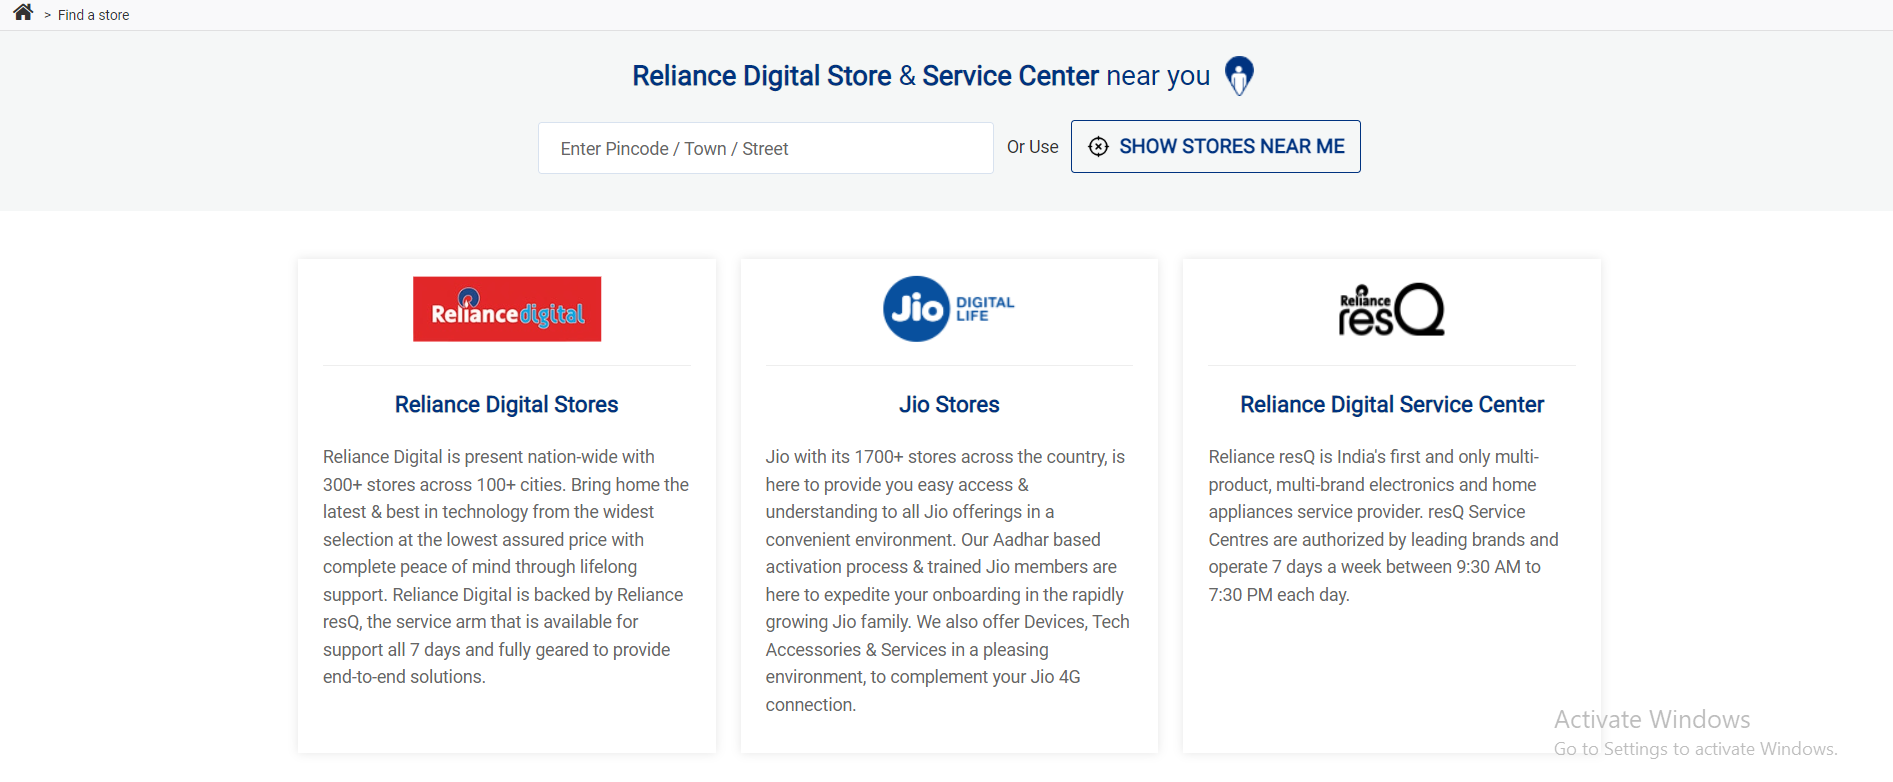 > Find a store
Reliance Digital Store & Service Center near you
Enter Pincode / Town / Street
Or Use
SHOW STORES NEAR ME
Reliance digital
Reliance Digital Stores
Reliance Digital is present nation-wide with
300+ stores across 100+ cities. Bring home the
latest & best in technology from the widest
selection at the lowest assured price with
complete peace of mind through lifelong
support. Reliance Digital is backed by Reliance
resQ, the service arm that is available for
support all 7 days and fully geared to provide
end-to-end solutions.
Jio
DIGITAL
LIFE
Jio Stores
Jio with its 1700+ stores across the country, is
here to provide you easy access &
understanding to all Jio offerings in a
convenient environment. Our Aadhar based
activation process & trained Jio members are
here to expedite your onboarding in the rapidly
growing Jio family. We also offer Devices, Tech
Accessories & Services in a pleasing
environment, to complement your Jio 4G
connection.
Reliance
resQ
Reliance Digital Service Center
Reliance resQ is India's first and only multi-
product, multi-brand electronics and home
appliances service provider. resQ Service
Centres are authorized by leading brands and
operate 7 days a week between 9:30 AM to
7:30 PM each day.
Activate Windows
Go to Settings to activate Windows.